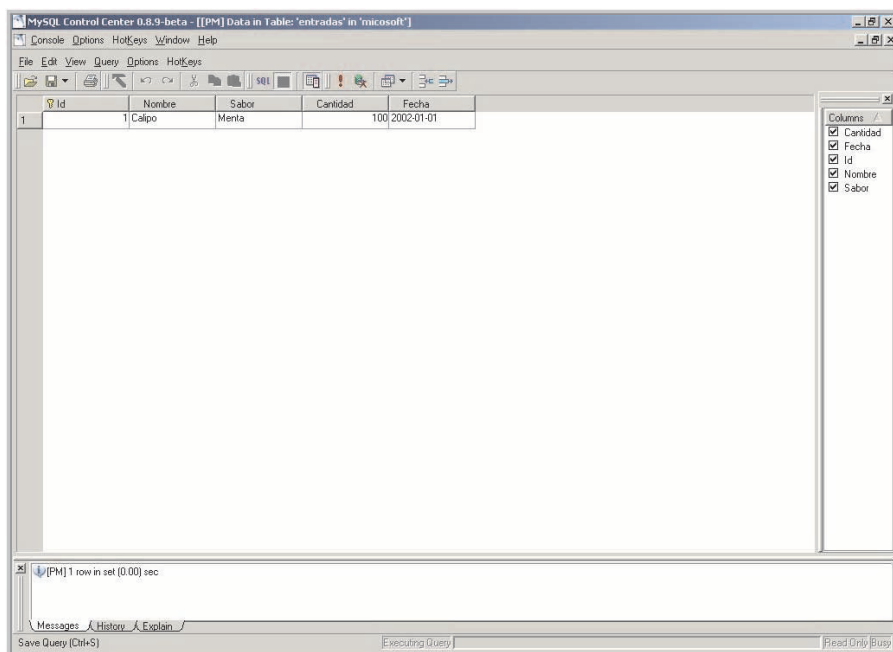 MySQL Control Center 0.8.9-beta - [[PM] Data in Table: 'entradas' in 'micosoft']
Console Options HotKeys Window Help
File Edit View Query Options HotKeys
SQL
Id Nombre Sabor Cantidad Fecha
1 1 Calipo Menta 100 2002-01-01
Columns
Cantidad
Fecha
Id
Nombre
Sabor
[PM] 1 row in set (0.00) sec
Messages History Explain
Save Query (Ctrl+S) Executing Query Read Only Busy